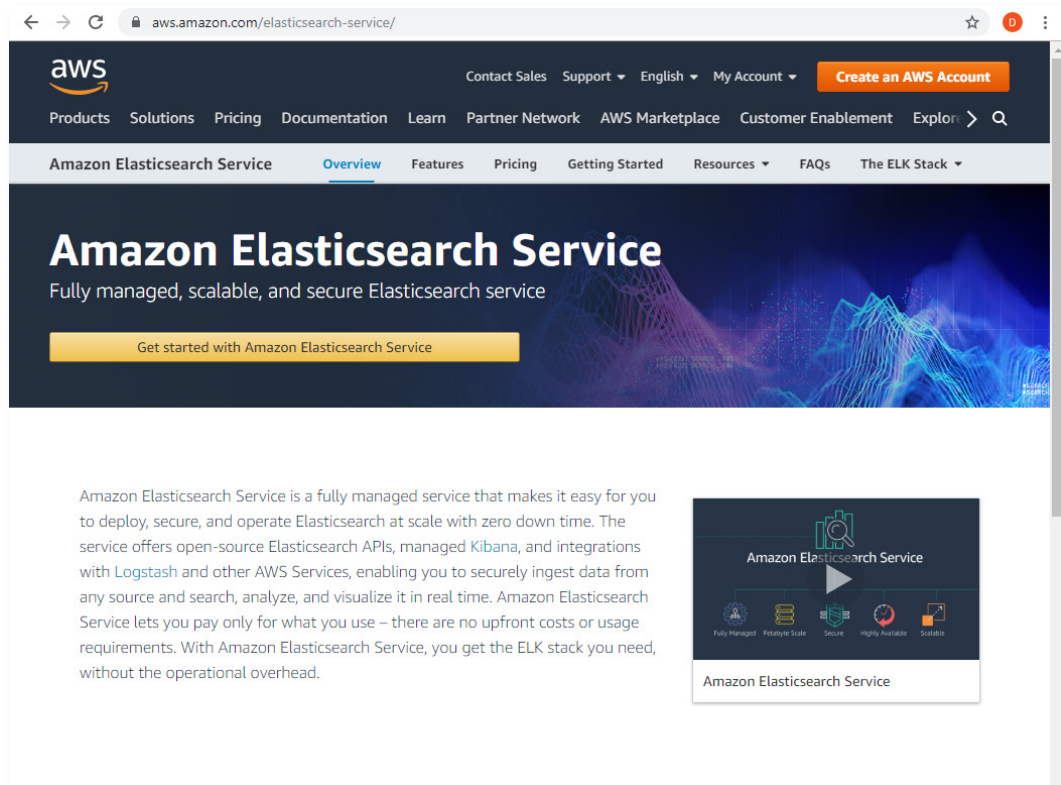 aws.amazon.com/elasticsearch-service/
D
aws
Contact Sales Support English My Account Create an AWS Account
Products Solutions Pricing Documentation Learn Partner Network AWS Marketplace Customer Enablement Explore
Amazon Elasticsearch Service Overview Features Pricing Getting Started Resources FAQs The ELK Stack
Amazon Elasticsearch Service
Fully managed, scalable, and secure Elasticsearch service
Get started with Amazon Elasticsearch Service
Amazon Elasticsearch Service is a fully managed service that makes it easy for you
to deploy, secure, and operate Elasticsearch at scale with zero down time. The
service offers open-source Elasticsearch APIs, managed Kibana, and integrations
with Logstash and other AWS Services, enabling you to securely ingest data from
any source and search, analyze, and visualize it in real time. Amazon Elasticsearch
Service lets you pay only for what you use – there are no upfront costs or usage
requirements. With Amazon Elasticsearch Service, you get the ELK stack you need,
without the operational overhead.
Amazon Elasticsearch Service
Fully Managed Petabyte Scale Secure Highly Available Scalable
Amazon Elasticsearch Service